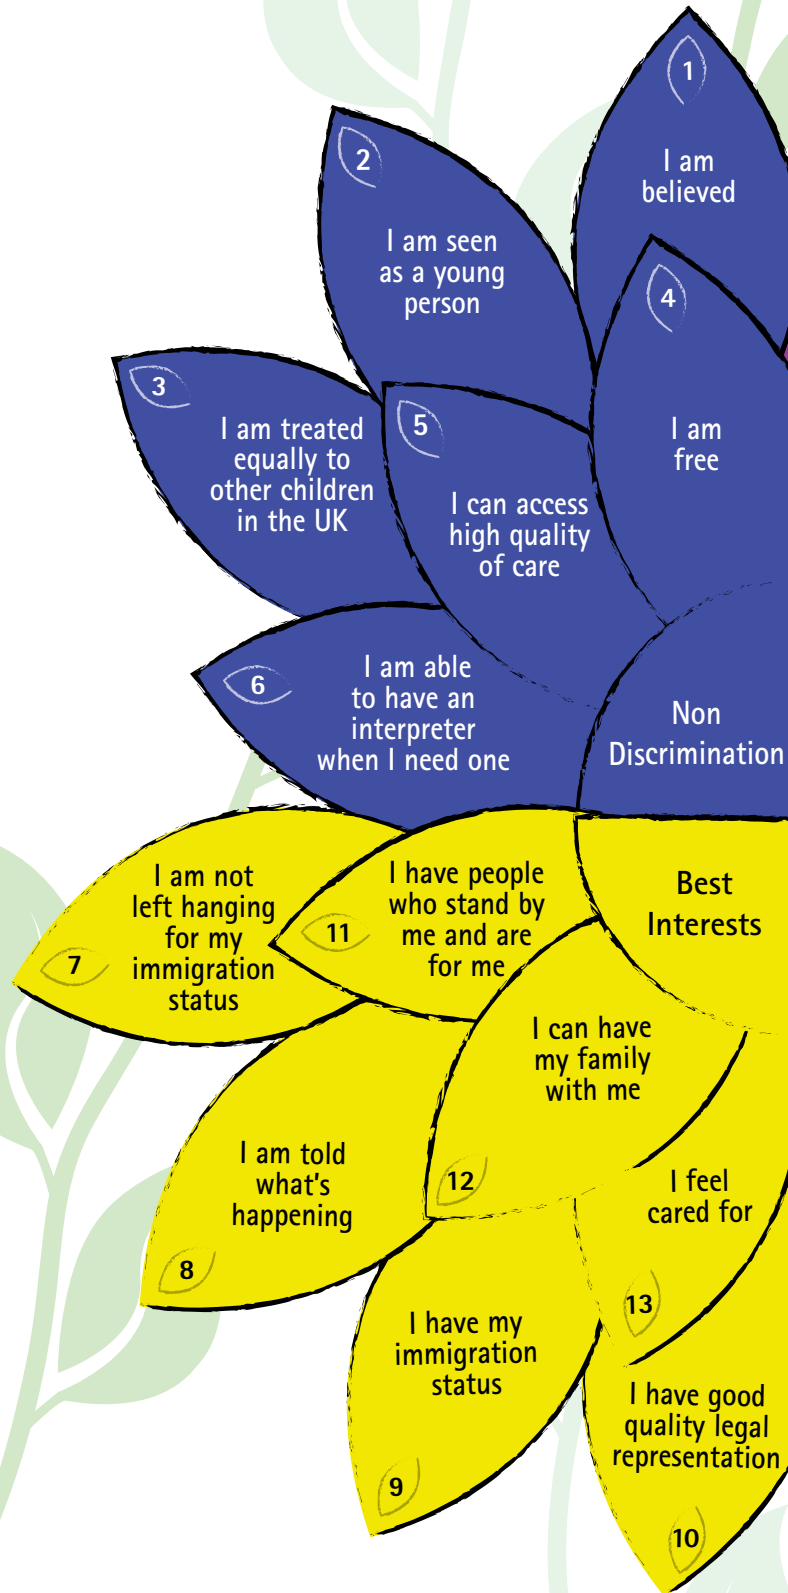 1
I am
believed
2
I am seen
as a young
person
3
I am treated
equally to
other children
in the UK
4
I am
free
5
I can access
high quality
of care
6
I am able
to have an
interpreter
when I need one
Non
Discrimination
7
I am not
left hanging
for my
immigration
status
8
I am told
what's
happening
9
I have my
immigration
status
10
I have good
quality legal
representation
11
I have people
who stand by
me and are
for me
12
I can have
my family
with me
13
I feel
cared for
Best
Interests